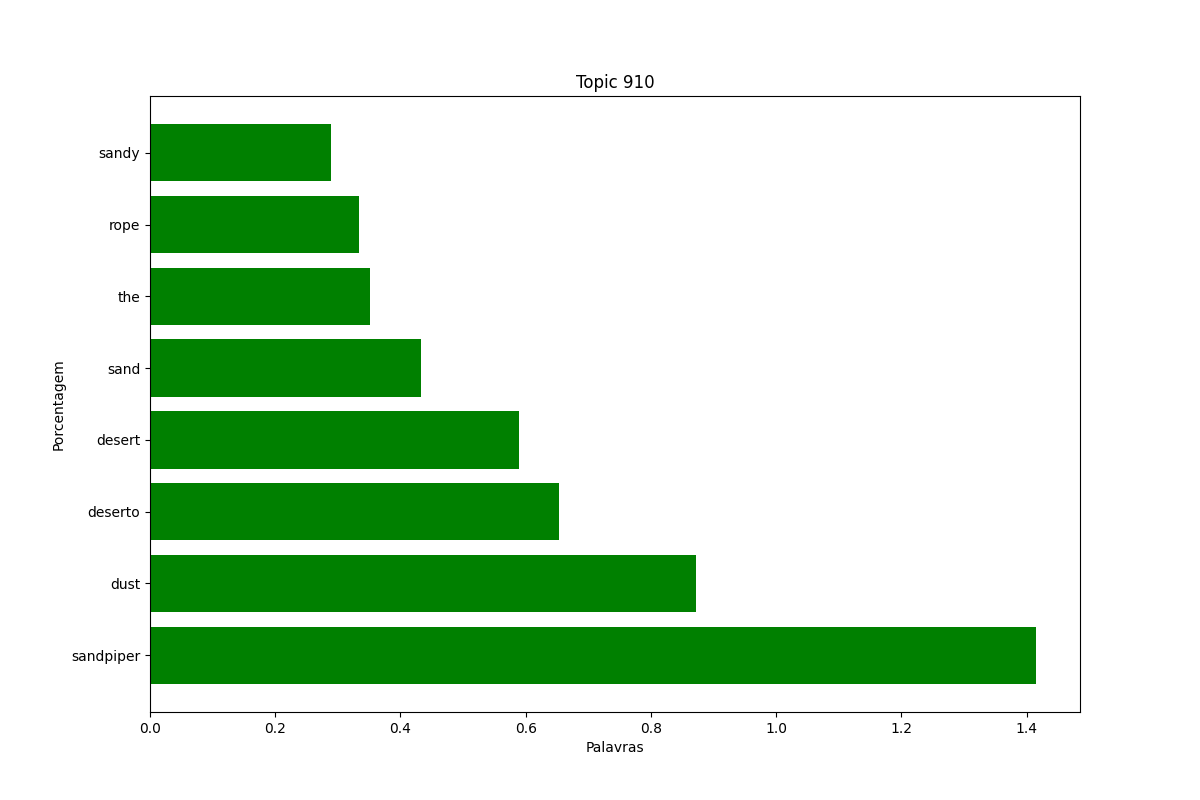 Topic 910
sandy
rope
the
sand
desert
deserto
dust
sandpiper
Porcentagem
0.0 0.2 0.4 0.6 0.8 1.0 1.2 1.4
Palavras